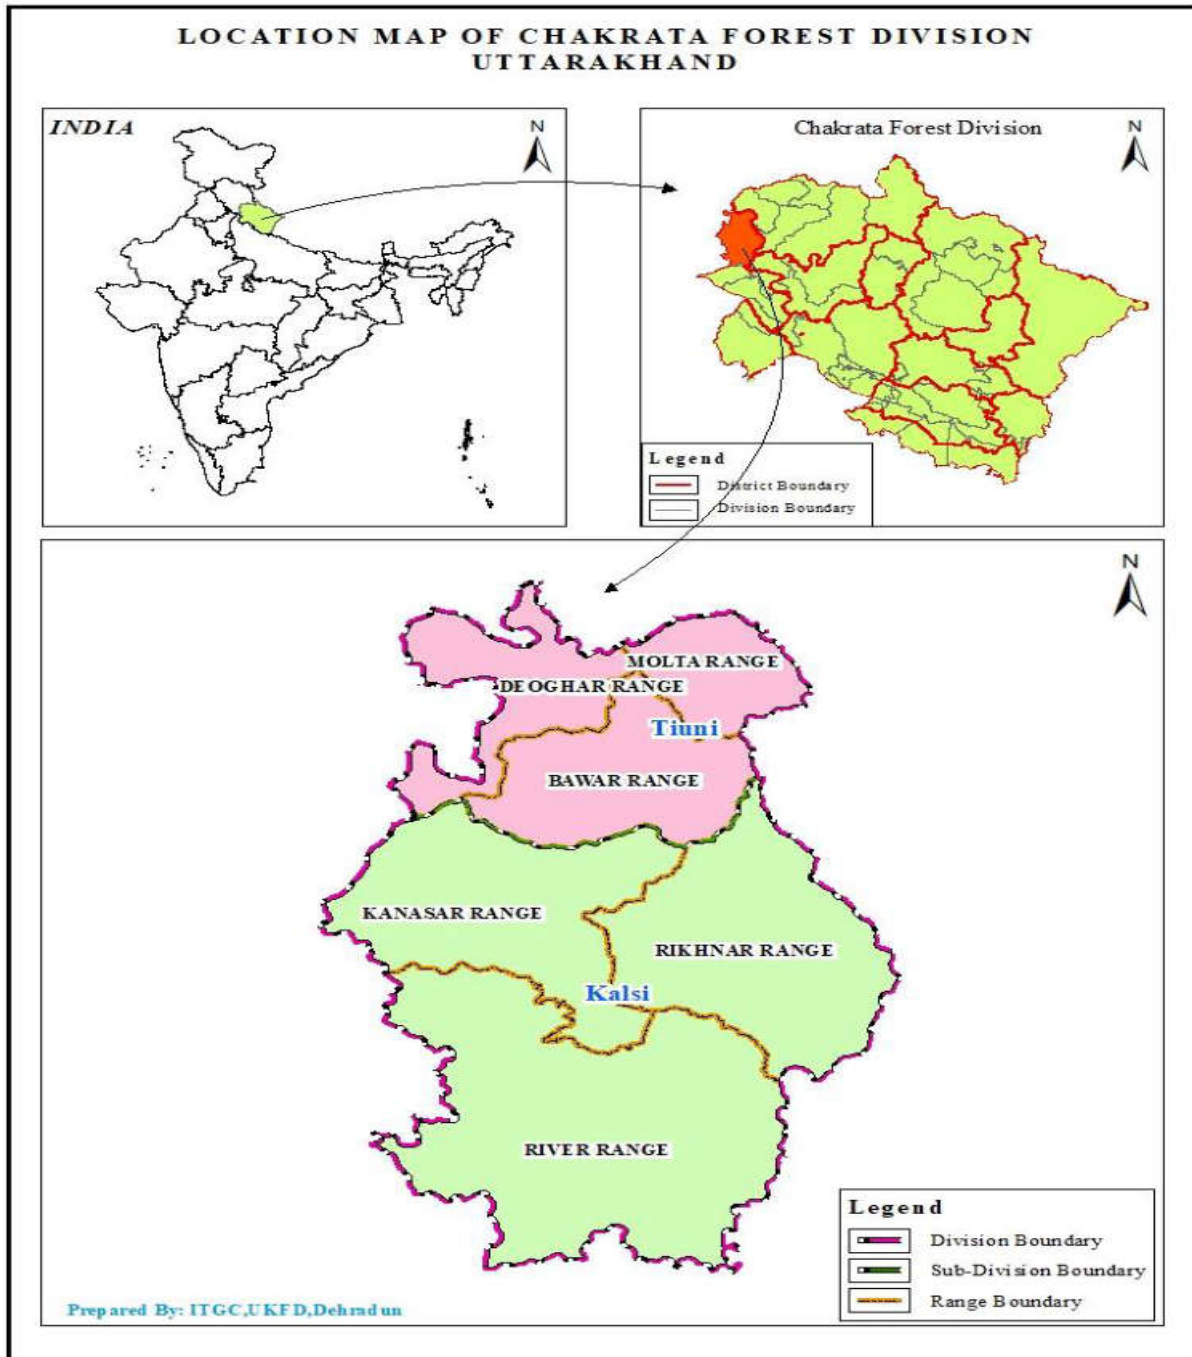 LOCATION MAP OF CHAKRATA FOREST DIVISION
UTTARAKHAND
INDIA
N
Chakrata Forest Division
N
Legend
District Boundary
Division Boundary
N
MOLTA RANGE
DEOGHAR RANGE
Tiuni
BAWAR RANGE
KANASAR RANGE
RIKHNAR RANGE
Kalsi
RIVER RANGE
Legend
Division Boundary
Sub-Division Boundary
Range Boundary
Prepared By: ITGC,UKFD,Dehradun